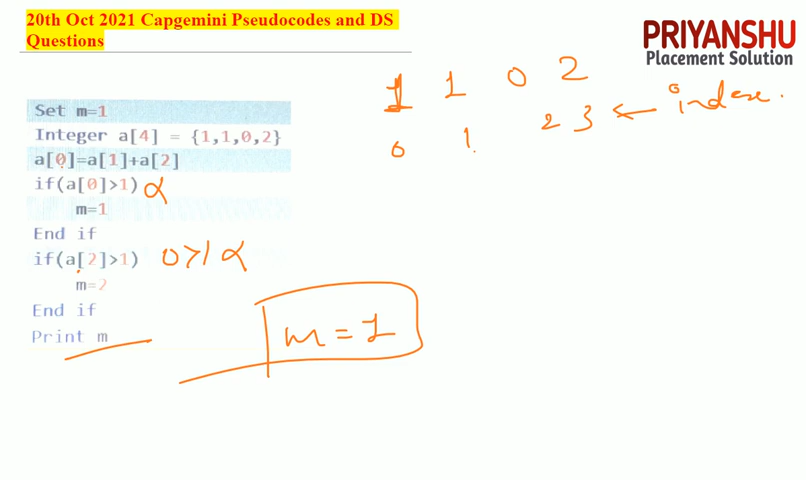 20th Oct 2021 Capgemini Pseudocodes and DS
Questions
PRIYANSHU
Placement Solution
1 1 0 2
0 1 2 3 ← index.
Set m=1
Integer a[4] = {1,1,0,2}
a[0]=a[1]+a[2]
if(a[0]>1) α
m=1
End if
if(a[2]>1) 0>1 α
m=2
End if
Print m
m = 1